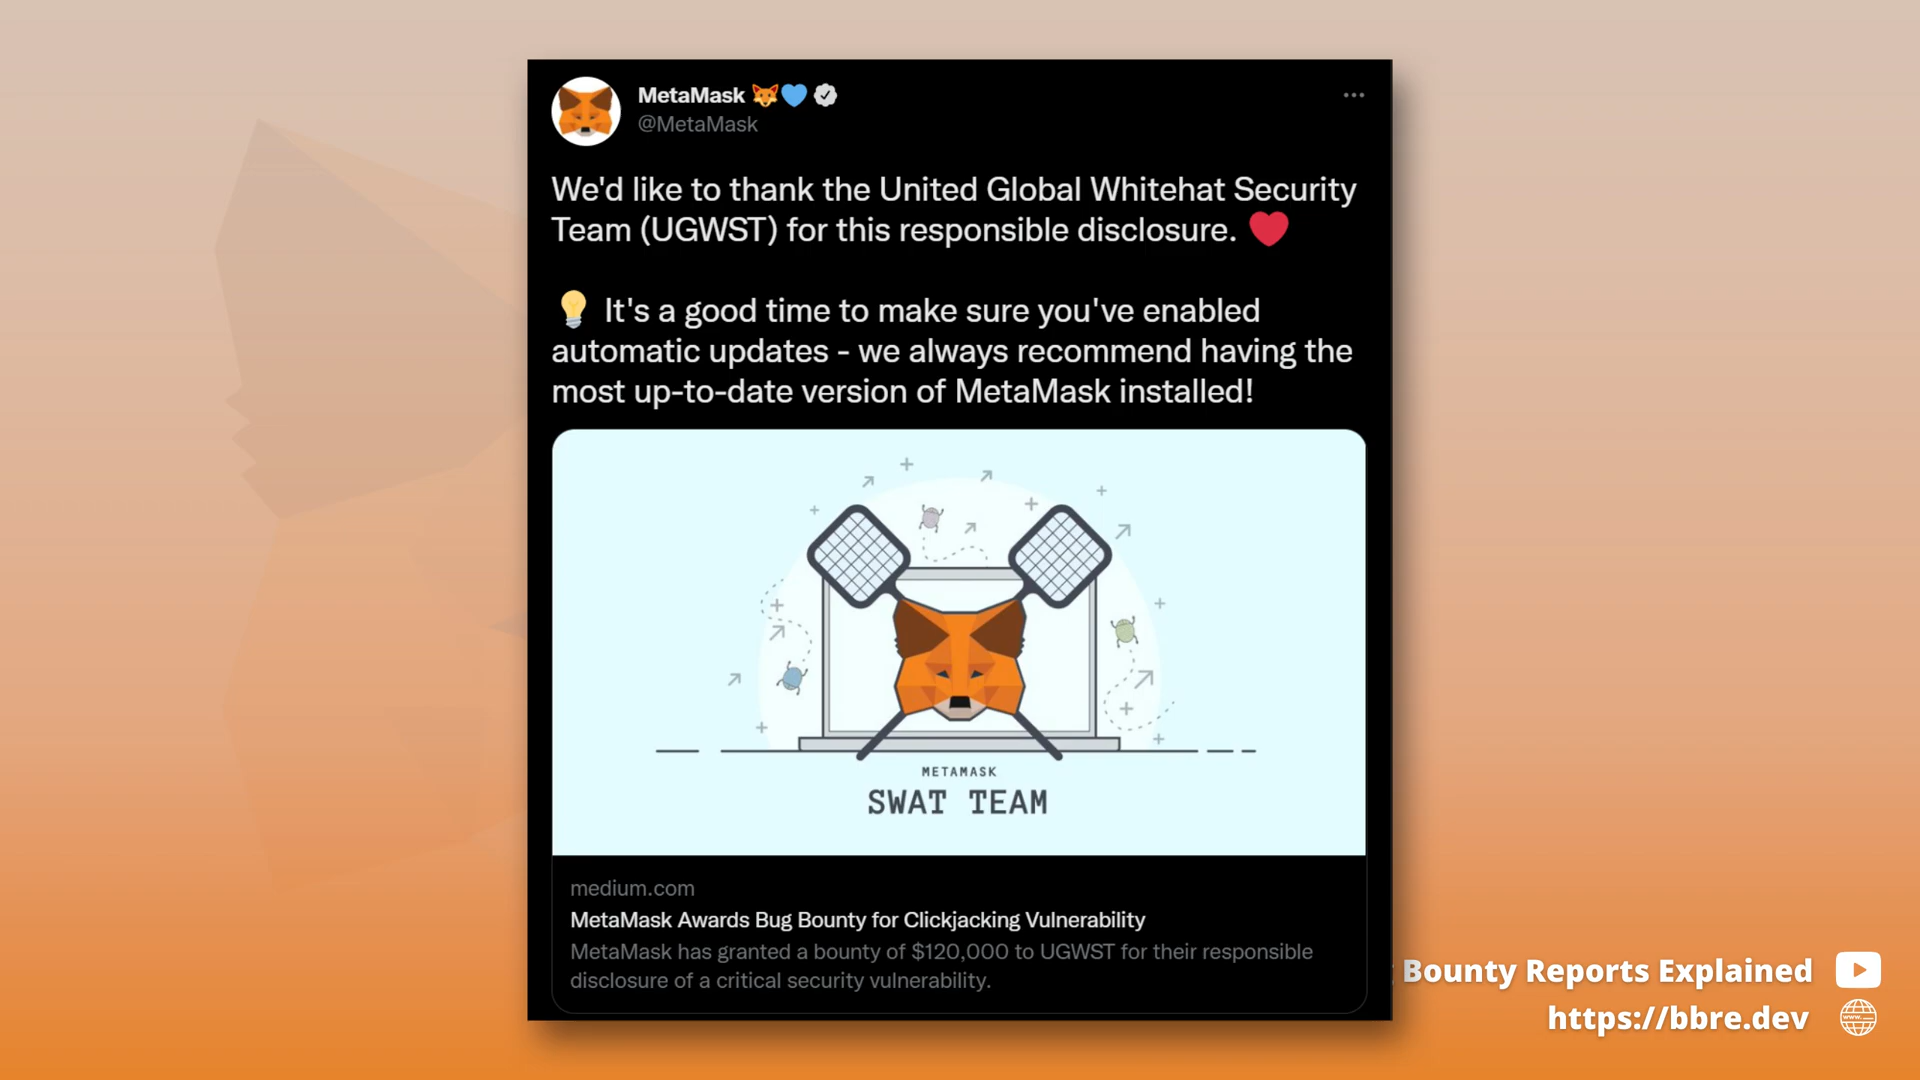 MetaMask 🦊💙
@MetaMask
We'd like to thank the United Global Whitehat Security
Team (UGWST) for this responsible disclosure. ❤️
💡 It's a good time to make sure you've enabled
automatic updates - we always recommend having the
most up-to-date version of MetaMask installed!
METAMASK
SWAT TEAM
medium.com
MetaMask Awards Bug Bounty for Clickjacking Vulnerability
MetaMask has granted a bounty of $120,000 to UGWST for their responsible
disclosure of a critical security vulnerability.
Bounty Reports Explained
https://bbre.dev